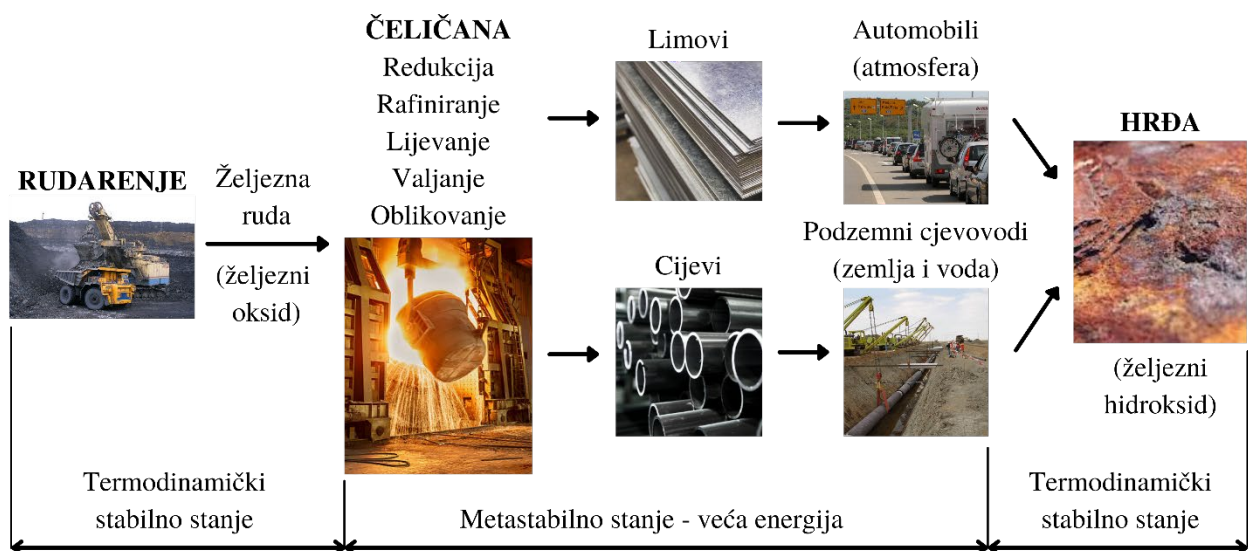 RUDARENJE
Željezna
ruda
(željezni
oksid)
ČELIČANA
Redukcija
Rafiniranje
Lijevanje
Valjanje
Oblikovanje
Limovi
Cijevi
Automobili
(atmosfera)
Podzemni cjevovodi
(zemlja i voda)
HRĐA
(željezni
hidroksid)
Termodinamički
stabilno stanje
Metastabilno stanje - veća energija
Termodinamički
stabilno stanje